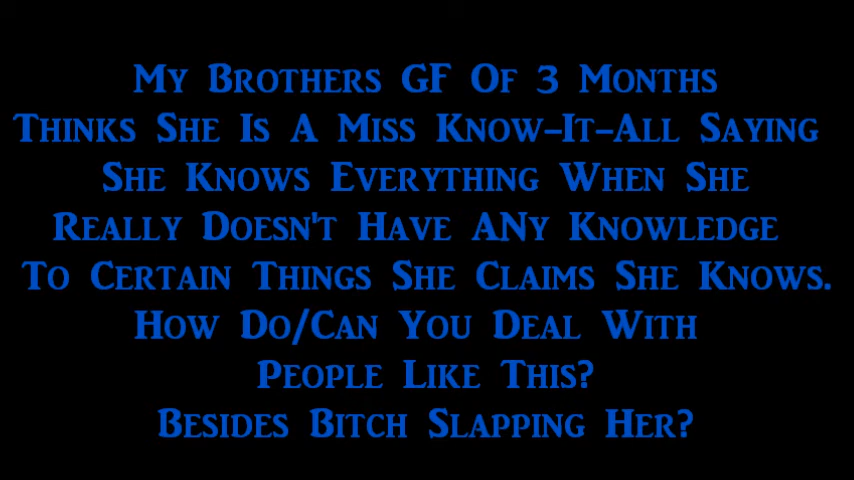 My Brothers GF Of 3 Months
Thinks She Is A Miss Know-It-All Saying
She Knows Everything When She
Really Doesn't Have ANy Knowledge
To Certain Things She Claims She Knows.
How Do/Can You Deal With
People Like This?
Besides Bitch Slapping Her?